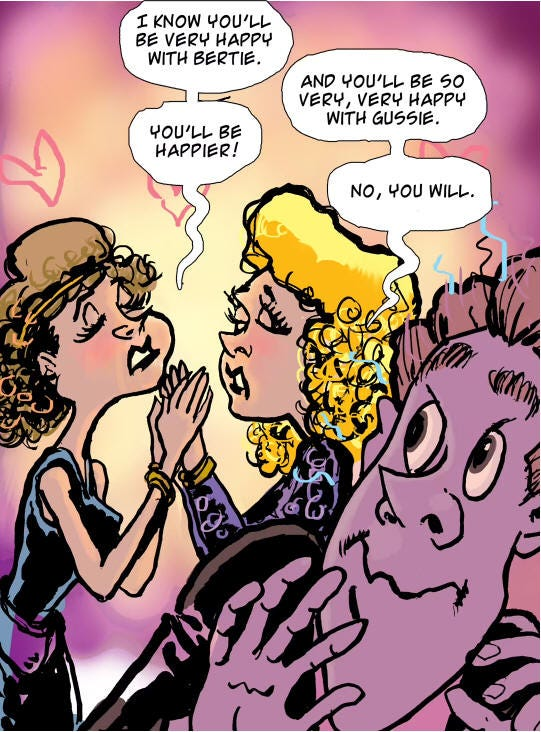 I KNOW YOU'LL
BE VERY HAPPY
WITH BERTIE.
YOU'LL BE
HAPPIER!
AND YOU'LL BE SO
VERY, VERY HAPPY
WITH GUSSIE.
NO, YOU WILL.